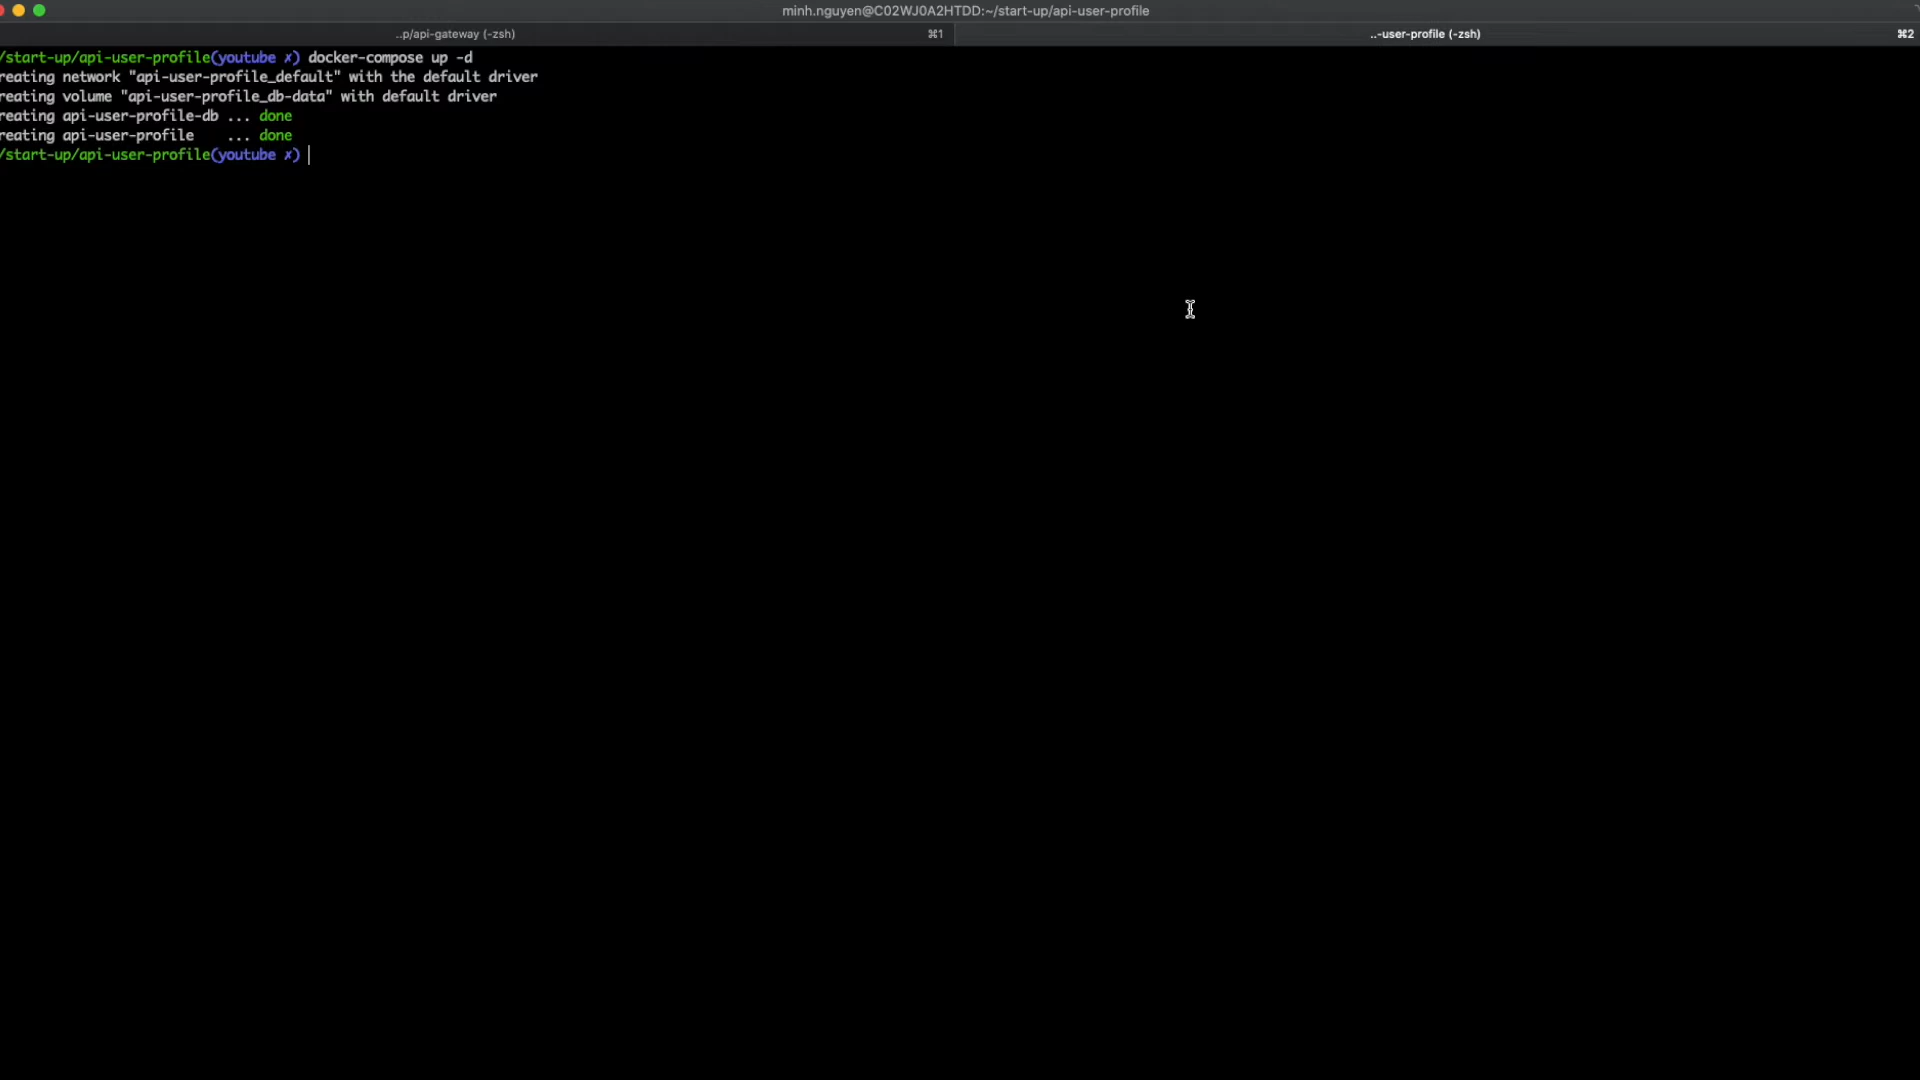 minh.nguyen@C02WJ0A2HTDD:~/start-up/api-user-profile
..p/api-gateway (-zsh) ⌘1 ..-user-profile (-zsh) ⌘2
/start-up/api-user-profile(youtube ✗) docker-compose up -d
reating network "api-user-profile_default" with the default driver
reating volume "api-user-profile_db-data" with default driver
reating api-user-profile-db ... done
reating api-user-profile    ... done
/start-up/api-user-profile(youtube ✗)